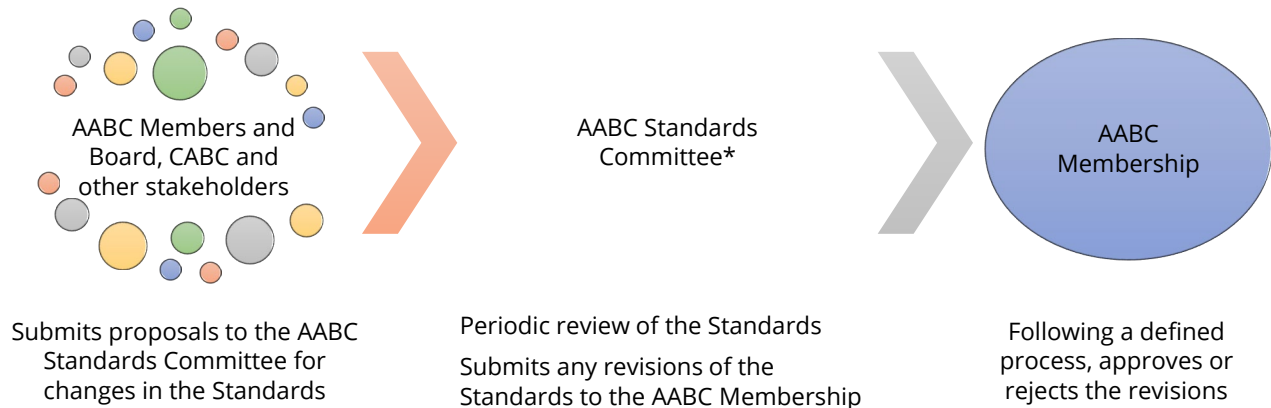 AABC Members and
Board, CABC and
other stakeholders
AABC Standards
Committee*
AABC
Membership
Submits proposals to the AABC
Standards Committee for
changes in the Standards
Periodic review of the Standards
Submits any revisions of the
Standards to the AABC Membership
Following a defined
process, approves or
rejects the revisions